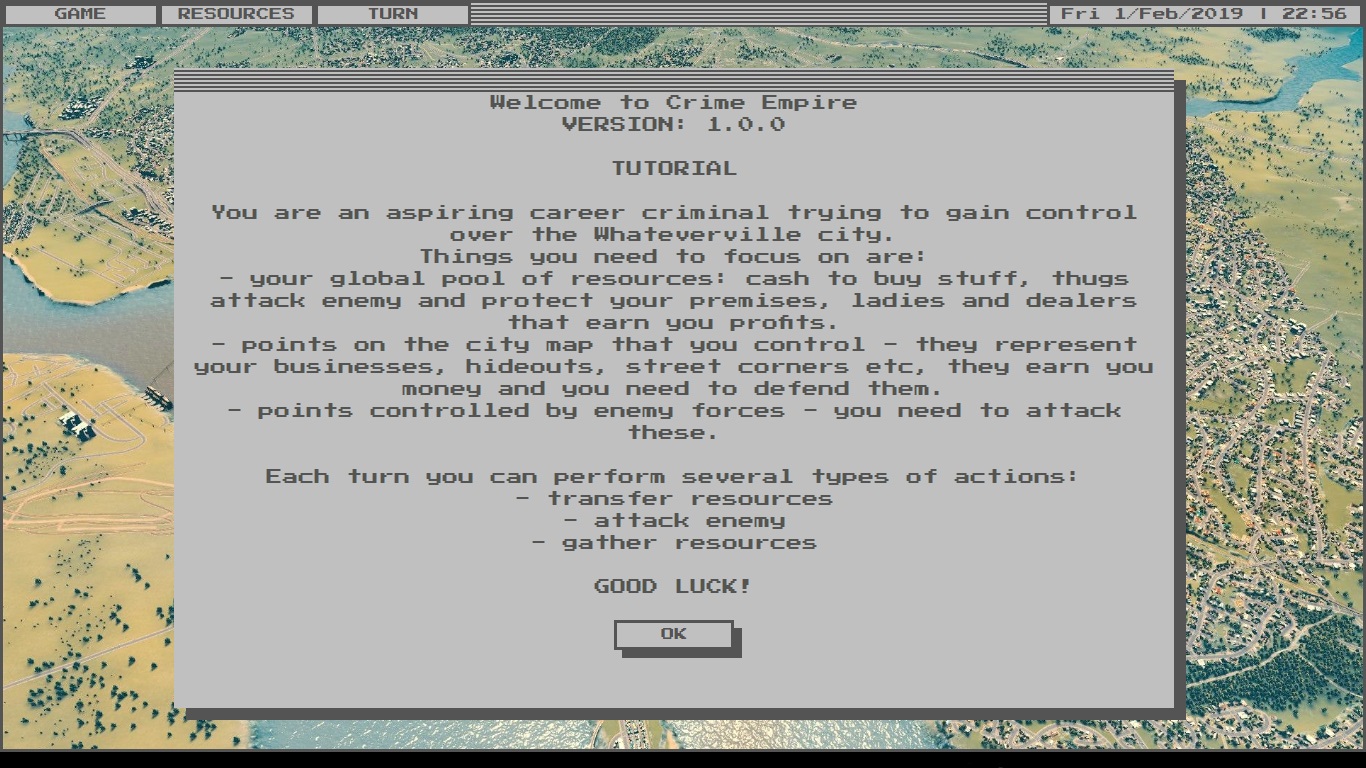 GAME RESOURCES TURN Fri 1/Feb/2019 | 22:56
Welcome to Crime Empire
VERSION: 1.0.0
TUTORIAL
You are an aspiring career criminal trying to gain control
over the Whateverville city.
Things you need to focus on are:
- your global pool of resources: cash to buy stuff, thugs
attack enemy and protect your premises, ladies and dealers
that earn you profits.
- points on the city map that you control - they represent
your businesses, hideouts, street corners etc, they earn you
money and you need to defend them.
- points controlled by enemy forces - you need to attack
these.
Each turn you can perform several types of actions:
- transfer resources
- attack enemy
- gather resources
GOOD LUCK!
OK